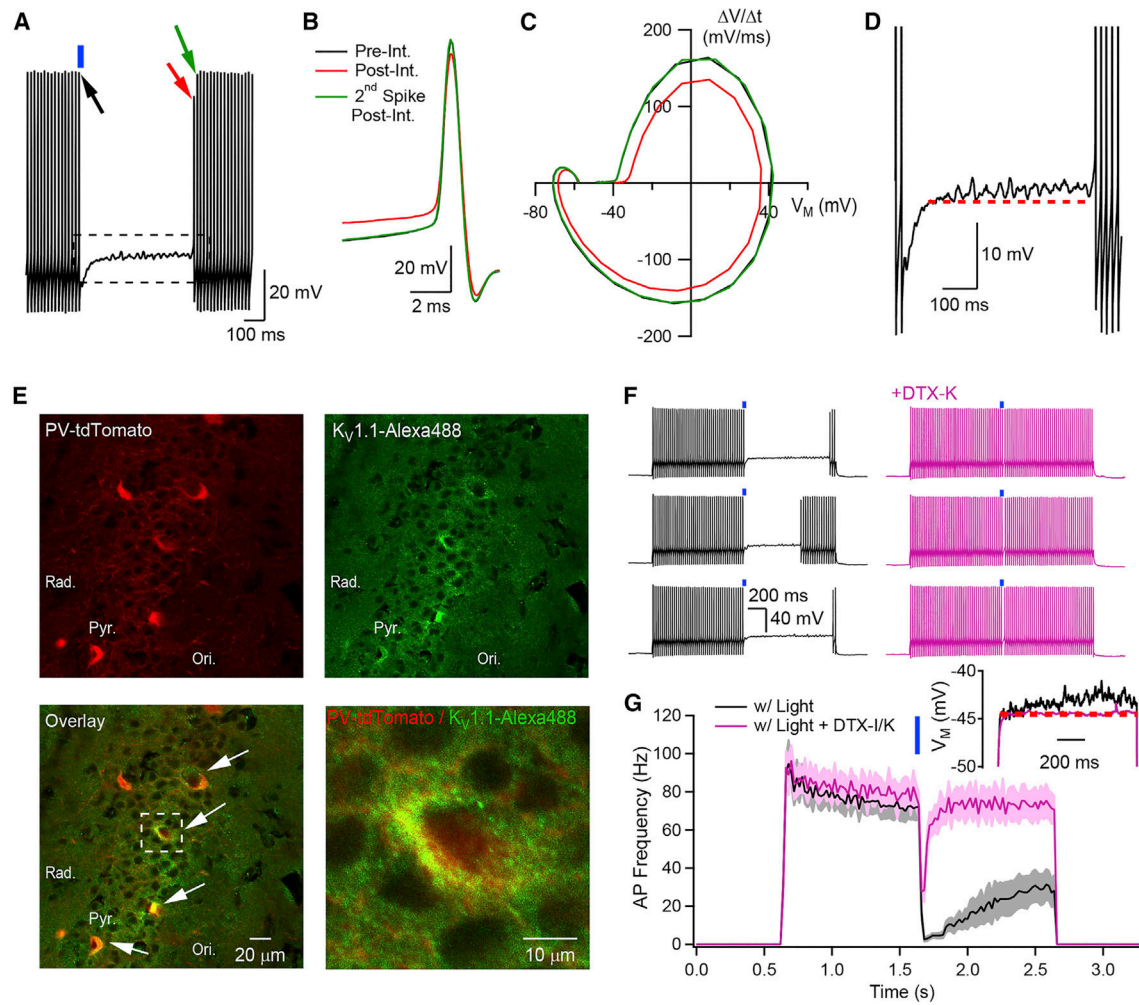 A
20 mV
100 ms
B
Pre-Int.
Post-Int.
2nd Spike
Post-Int.
20 mV
2 ms
C
ΔV/Δt
(mV/ms)
200
100
-80
-40
40
VM (mV)
-100
-200
D
10 mV
100 ms
E
PV-tdTomato
Rad.
Pyr.
Ori.
KV1.1-Alexa488
Rad.
Pyr.
Ori.
Overlay
Rad.
Pyr.
Ori.
20 μm
PV-tdTomato / KV1.1-Alexa488
10 μm
F
+DTX-K
200 ms
40 mV
G
w/ Light
w/ Light + DTX-I/K
AP Frequency (Hz)
120
100
80
60
40
20
0
0.0
0.5
1.0
1.5
2.0
2.5
3.0
Time (s)
VM (mV)
-40
-45
-50
200 ms